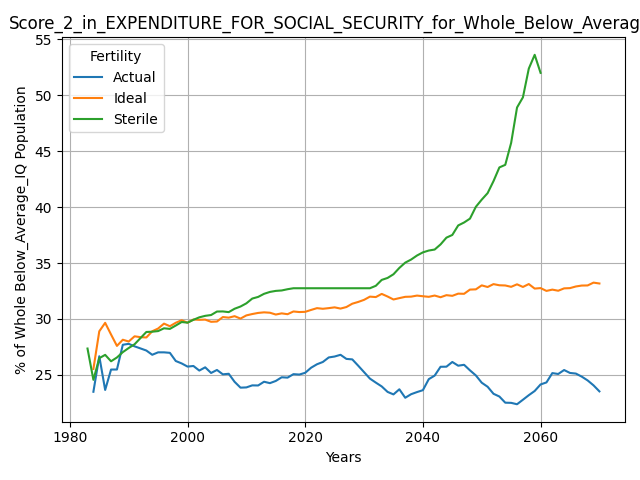 Score_2_in_EXPENDITURE_FOR_SOCIAL_SECURITY_for_Whole_Below_Averag
55
50
45
40
35
30
25
% of Whole Below_Average_IQ Population
Fertility
Actual
Ideal
Sterile
1980
2000
2020
2040
2060
Years